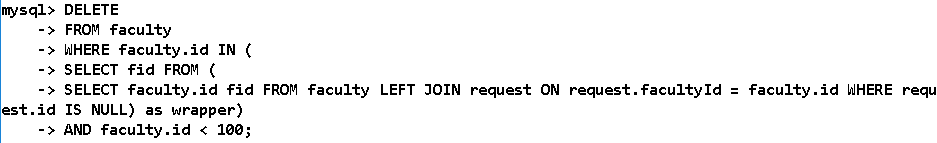 mysql> DELETE
    -> FROM faculty
    -> WHERE faculty.id IN (
    -> SELECT fid FROM (
    -> SELECT faculty.id fid FROM faculty LEFT JOIN request ON request.facultyId = faculty.id WHERE requ
est.id IS NULL) as wrapper)
    -> AND faculty.id < 100;